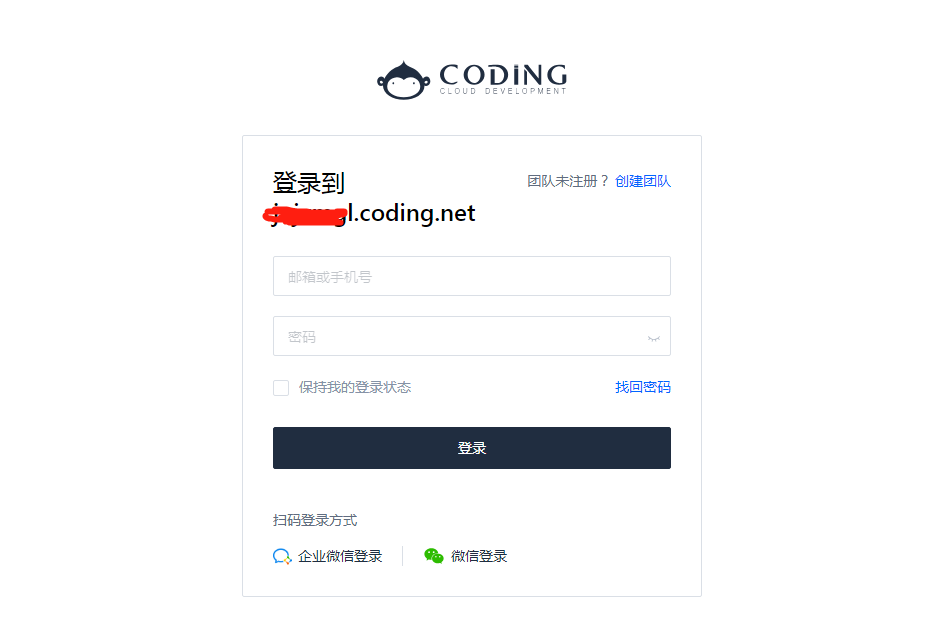 CODING
CLOUD DEVELOPMENT
登录到
团队未注册？ 创建团队
l.coding.net
邮箱或手机号
密码
保持我的登录状态
找回密码
登录
扫码登录方式
企业微信登录
微信登录